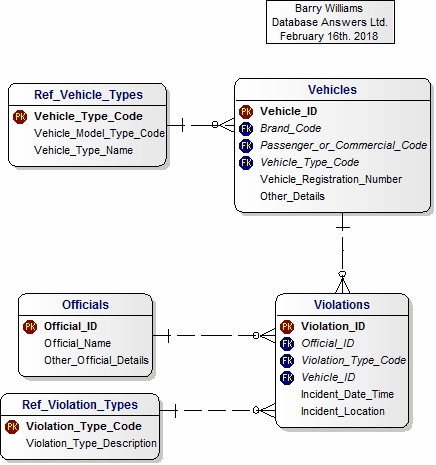 Barry Williams
Database Answers Ltd.
February 16th. 2018
Ref_Vehicle_Types
PK Vehicle_Type_Code
Vehicle_Model_Type_Code
Vehicle_Type_Name
Vehicles
PK Vehicle_ID
FK Brand_Code
FK Passenger_or_Commercial_Code
FK Vehicle_Type_Code
Vehicle_Registration_Number
Other_Details
Officials
PK Official_ID
Official_Name
Other_Official_Details
Violations
PK Violation_ID
FK Official_ID
FK Violation_Type_Code
FK Vehicle_ID
Incident_Date_Time
Incident_Location
Ref_Violation_Types
PK Violation_Type_Code
Violation_Type_Description